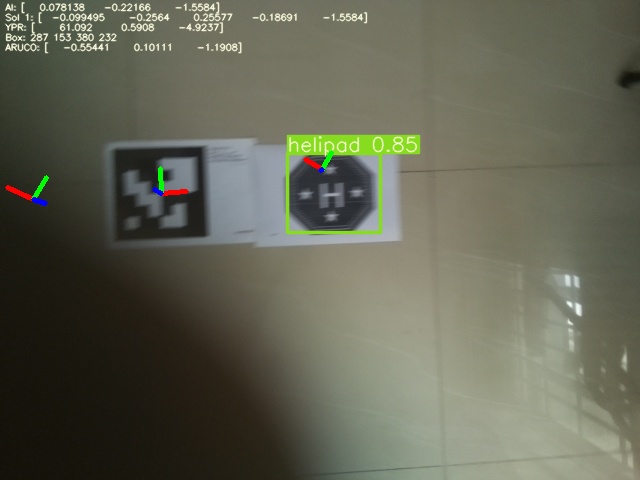 AI: [ 0.078138 -0.22166 -1.5584]
Sol 1: [ -0.099495 -0.2564 0.25577 -0.18691 -1.5584]
YPR: [ 61.092 0.5908 -4.9237]
Box: 287 153 380 232
ARUCO: [ -0.55441 0.10111 -1.1908]
helipad 0.85
H